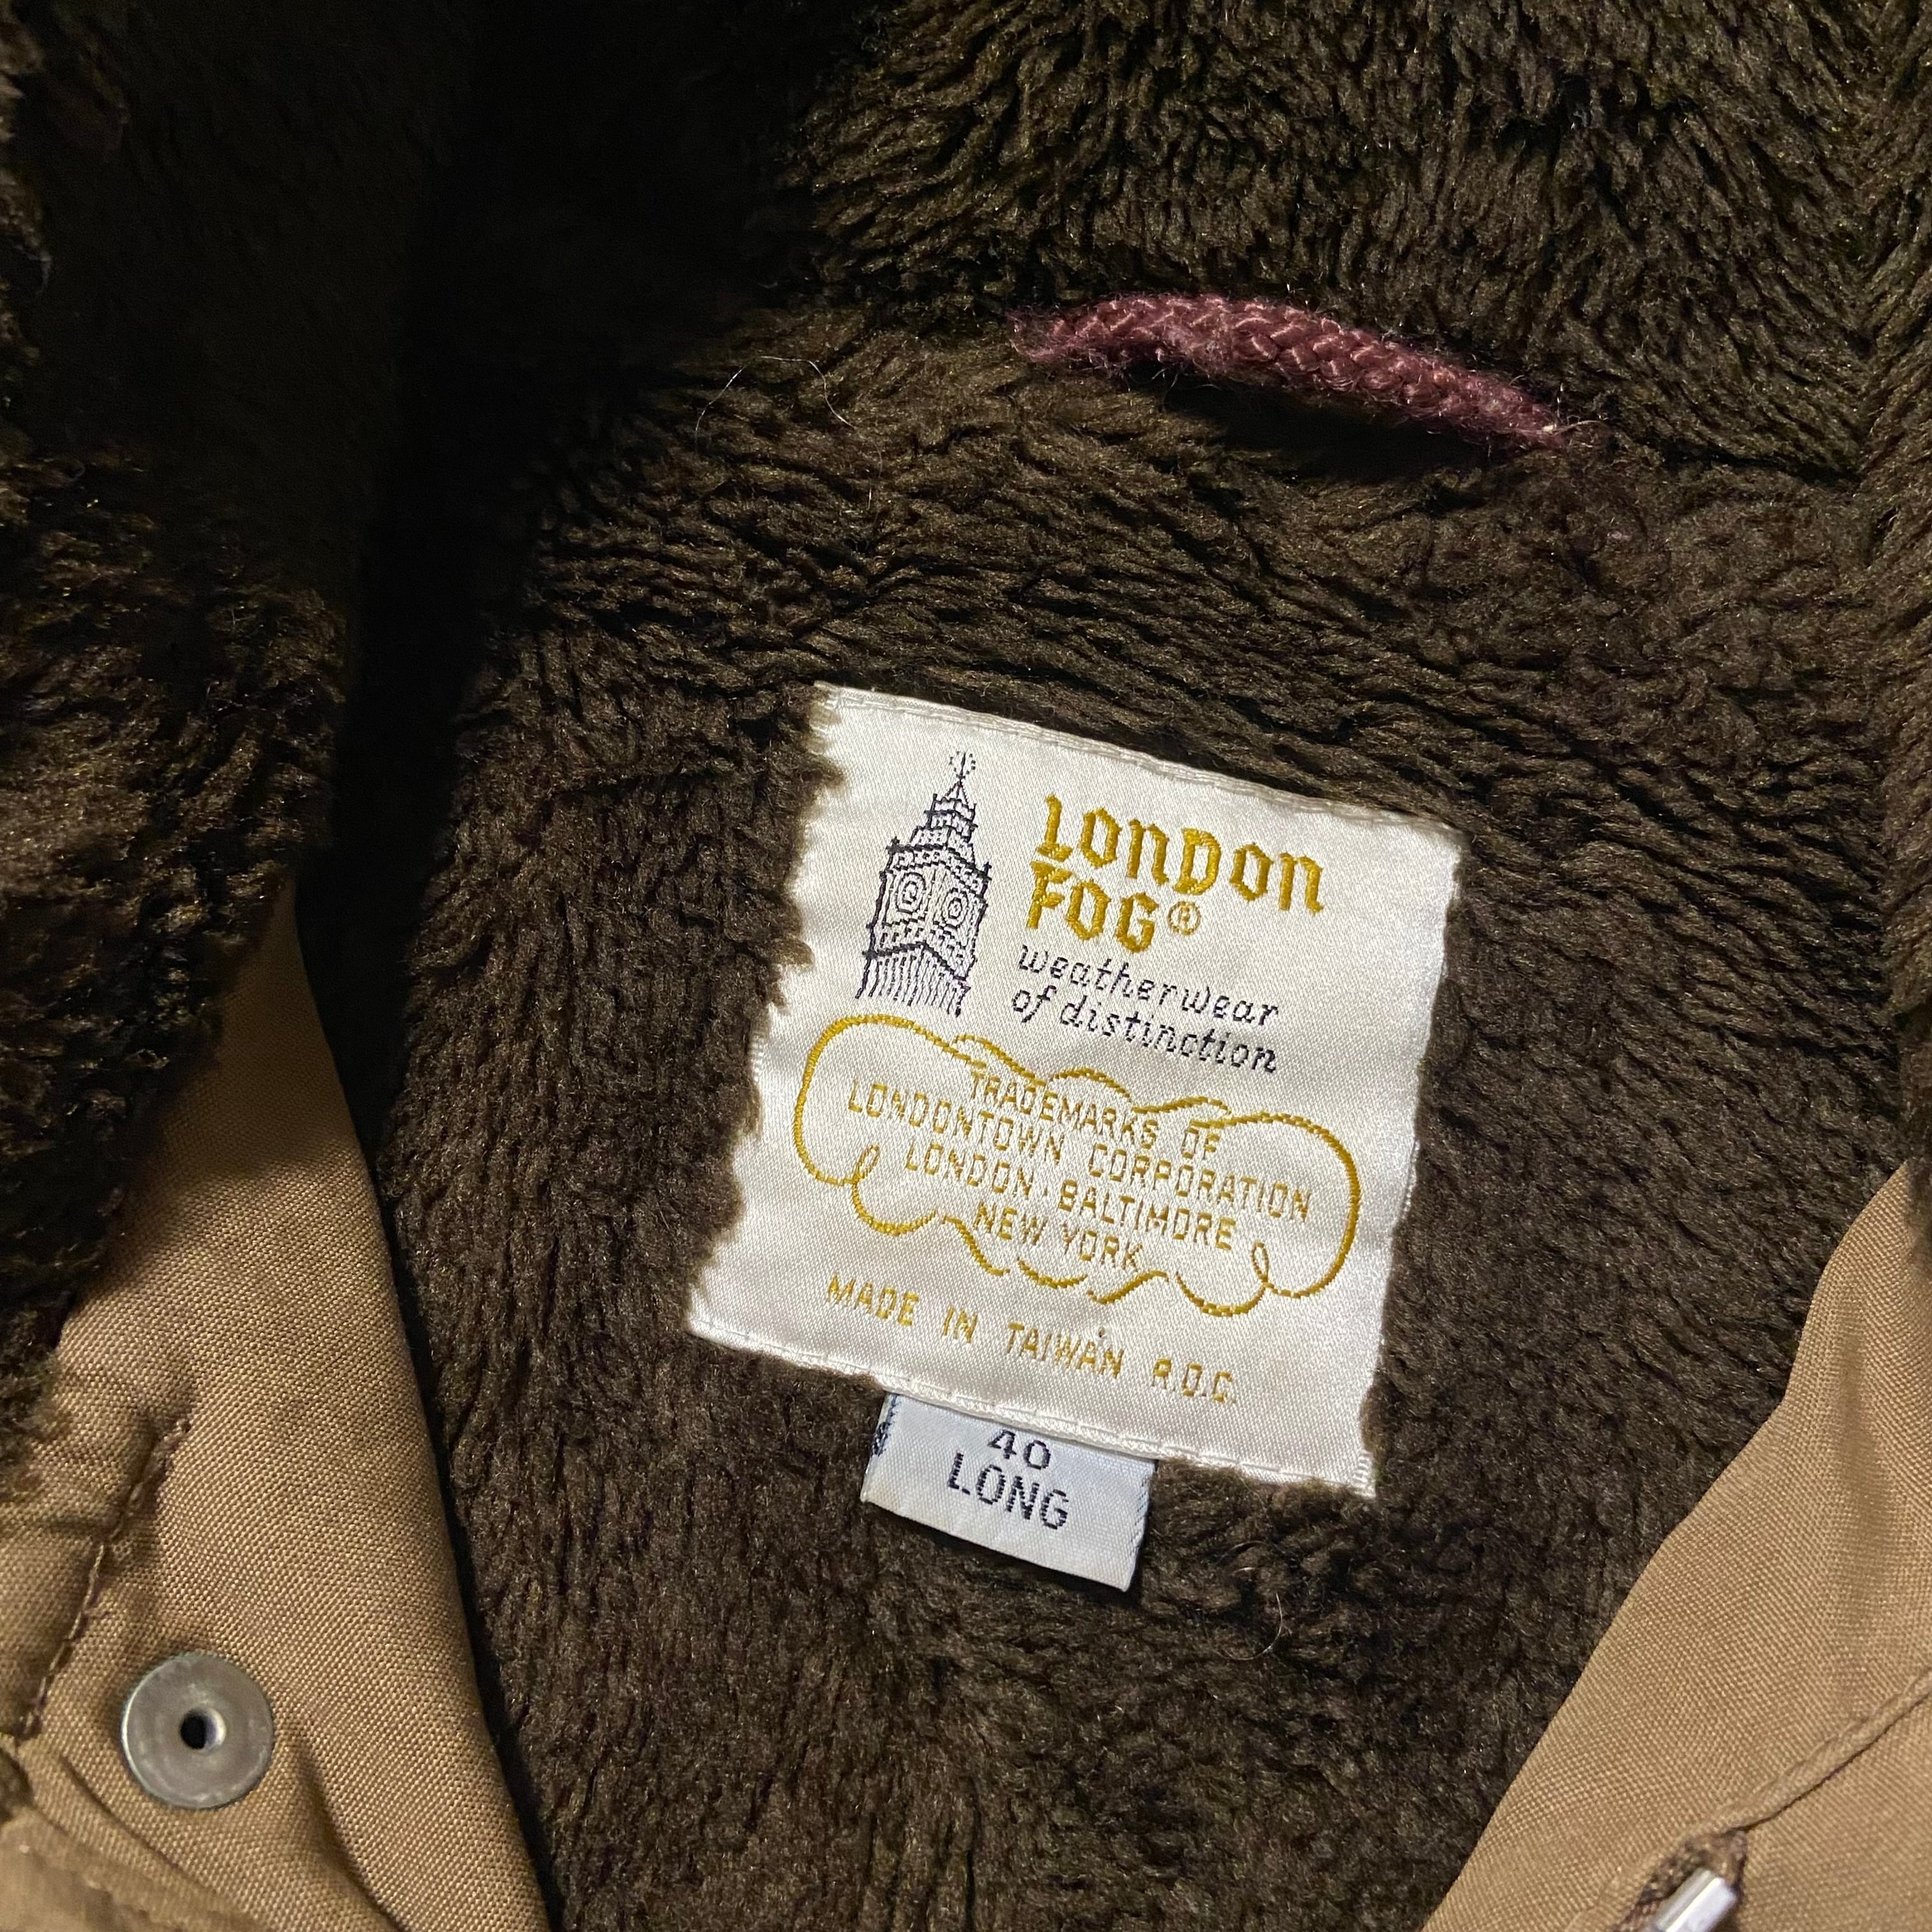 LONDON
FOG®
weatherwear
of distinction
TRADEMARKS OF
LONDONTOWN CORPORATION
LONDON·BALTIMORE
NEW YORK
MADE IN TAIWAN R.O.C.
40
LONG